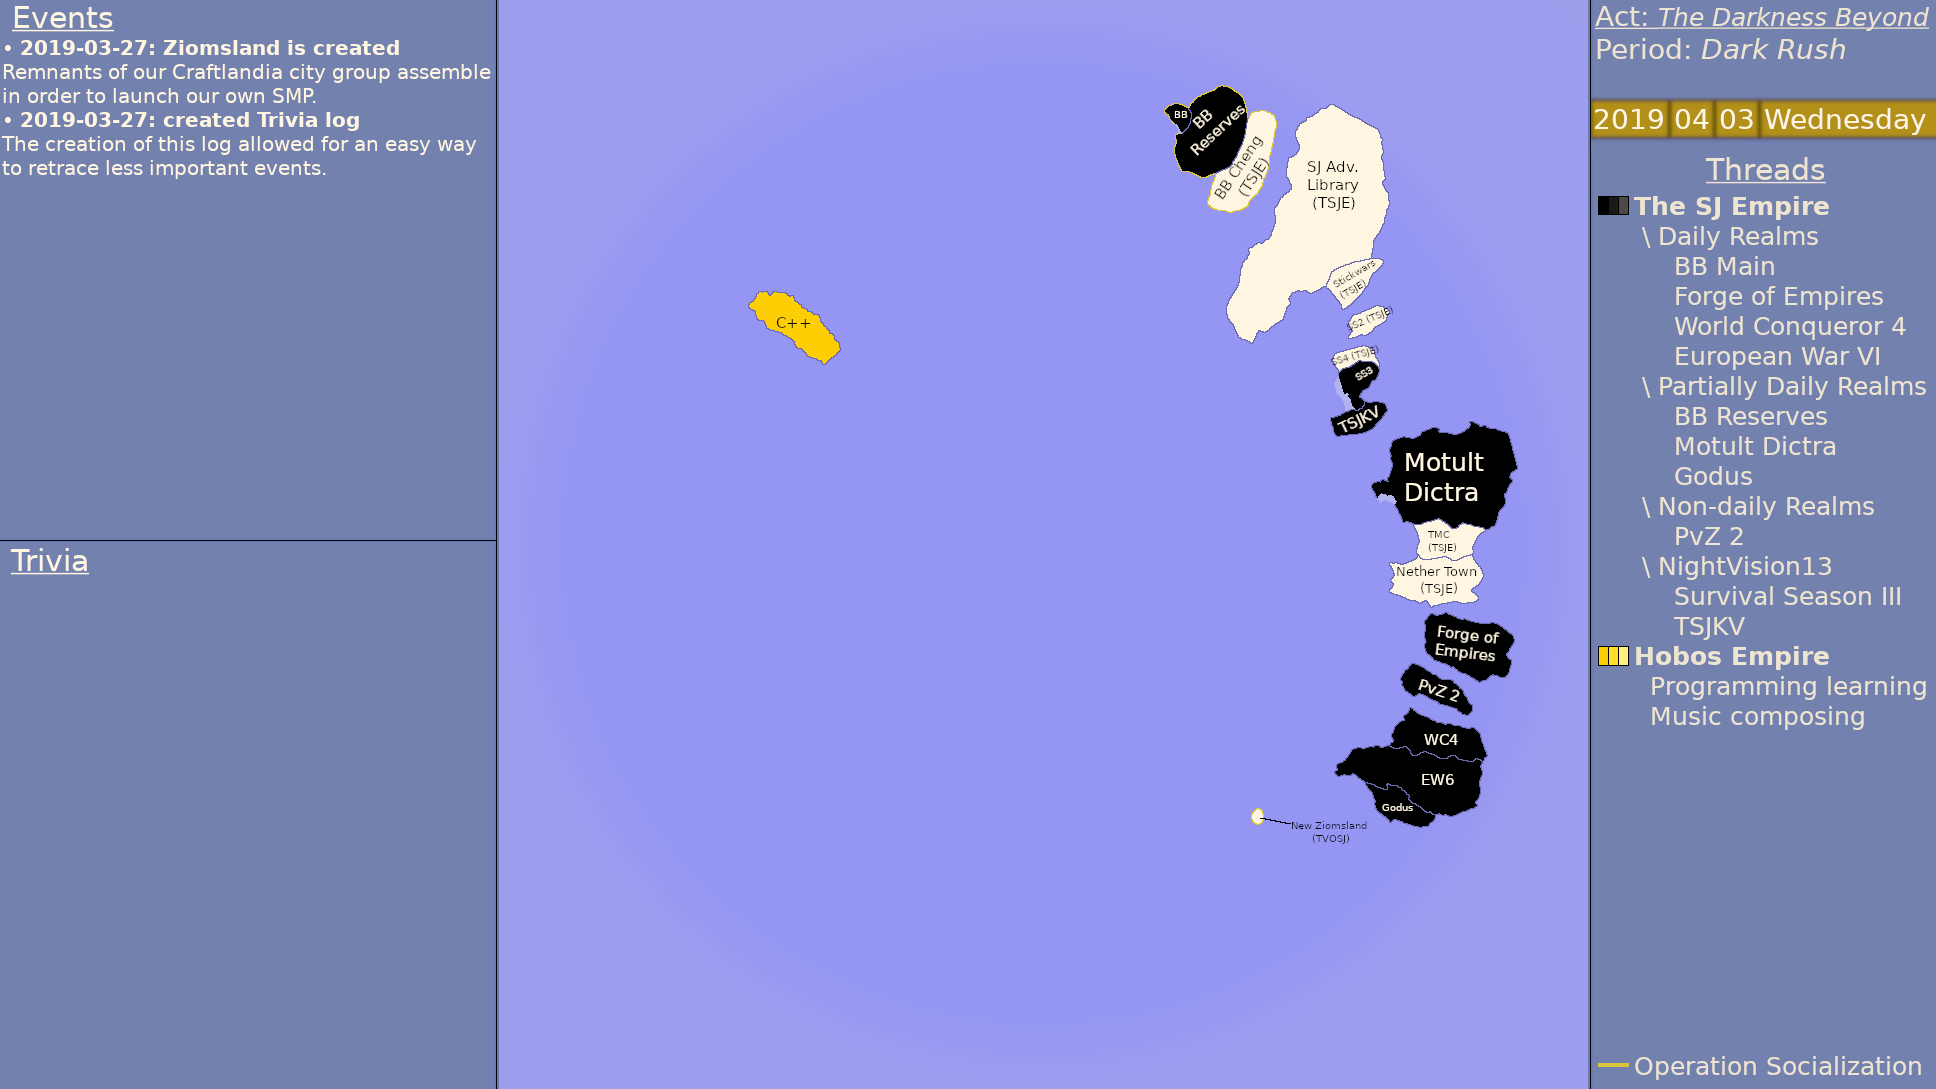 Events
• 2019-03-27: Ziomsland is created
Remnants of our Craftlandia city group assemble
in order to launch our own SMP.
• 2019-03-27: created Trivia log
The creation of this log allowed for an easy way
to retrace less important events.
Trivia
BB
BB
Reserves
BB Cheng
(TSJE)
SJ Adv.
Library
(TSJE)
Stickwars
(TSJE)
SS2 (TSJE)
SS4 (TSJE)
SS3
TSJKV
C++
Motult
Dictra
TMC
(TSJE)
Nether Town
(TSJE)
Forge of
Empires
PvZ 2
WC4
EW6
Godus
New Ziomsland
(TVOSJ)
Act: The Darkness Beyond
Period: Dark Rush
2019 04 03 Wednesday
Threads
The SJ Empire
\ Daily Realms
BB Main
Forge of Empires
World Conqueror 4
European War VI
\ Partially Daily Realms
BB Reserves
Motult Dictra
Godus
\ Non-daily Realms
PvZ 2
\ NightVision13
Survival Season III
TSJKV
Hobos Empire
Programming learning
Music composing
Operation Socialization